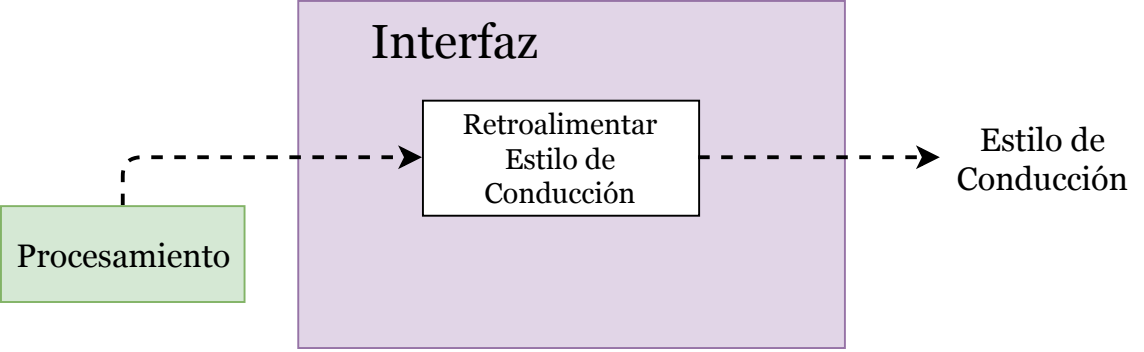 Interfaz
Retroalimentar
Estilo de
Conducción
Estilo de
Conducción
Procesamiento